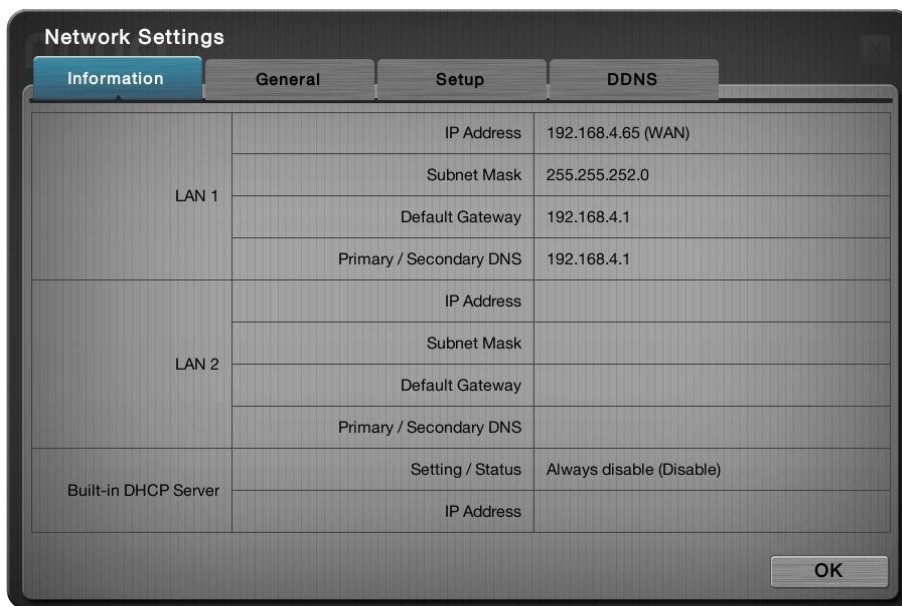 Network Settings
Information General Setup DDNS
LAN 1
IP Address 192.168.4.65 (WAN)
Subnet Mask 255.255.252.0
Default Gateway 192.168.4.1
Primary / Secondary DNS 192.168.4.1
LAN 2
IP Address
Subnet Mask
Default Gateway
Primary / Secondary DNS
Built-in DHCP Server
Setting / Status Always disable (Disable)
IP Address
OK